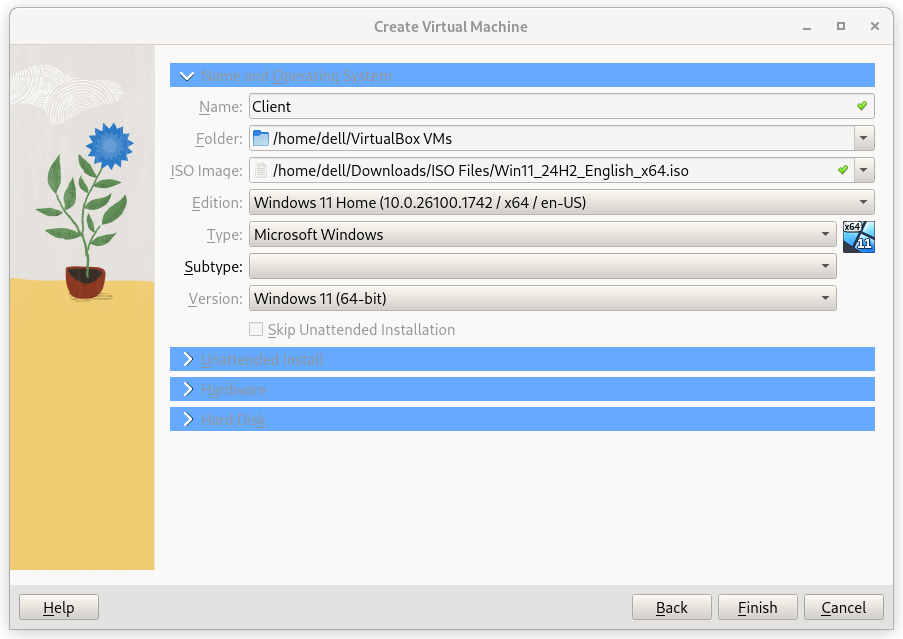 Create Virtual Machine
Name and Operating System
Name: Client
Folder: /home/dell/VirtualBox VMs
ISO Image: /home/dell/Downloads/ISO Files/Win11_24H2_English_x64.iso
Edition: Windows 11 Home (10.0.26100.1742 / x64 / en-US)
Type: Microsoft Windows
x64
11
Subtype:
Version: Windows 11 (64-bit)
Skip Unattended Installation
Unattended Install
Hardware
Hard Disk
Help Back Finish Cancel